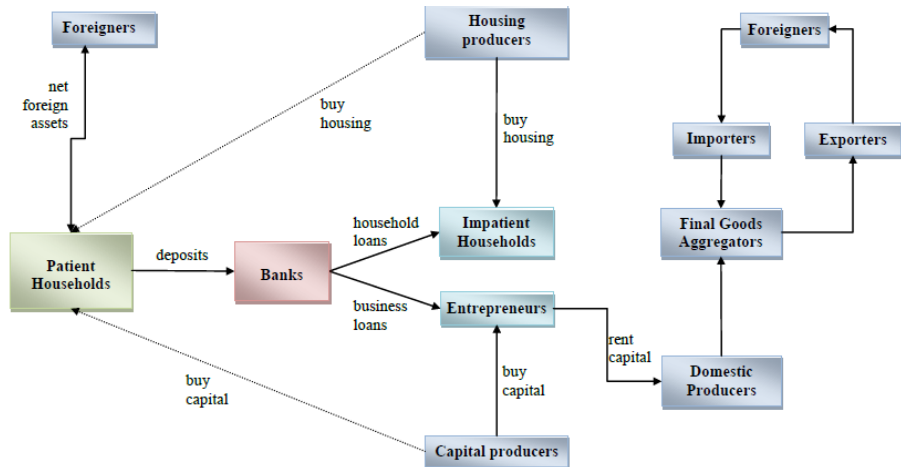 Foreigners
Housing
producers
Foreigners
net
foreign
assets
buy
housing
buy
housing
Importers
Exporters
household
loans
Impatient
Households
Final Goods
Aggregators
Patient
Households
deposits
Banks
business
loans
Entrepreneurs
rent
capital
buy
capital
buy
capital
Domestic
Producers
Capital producers